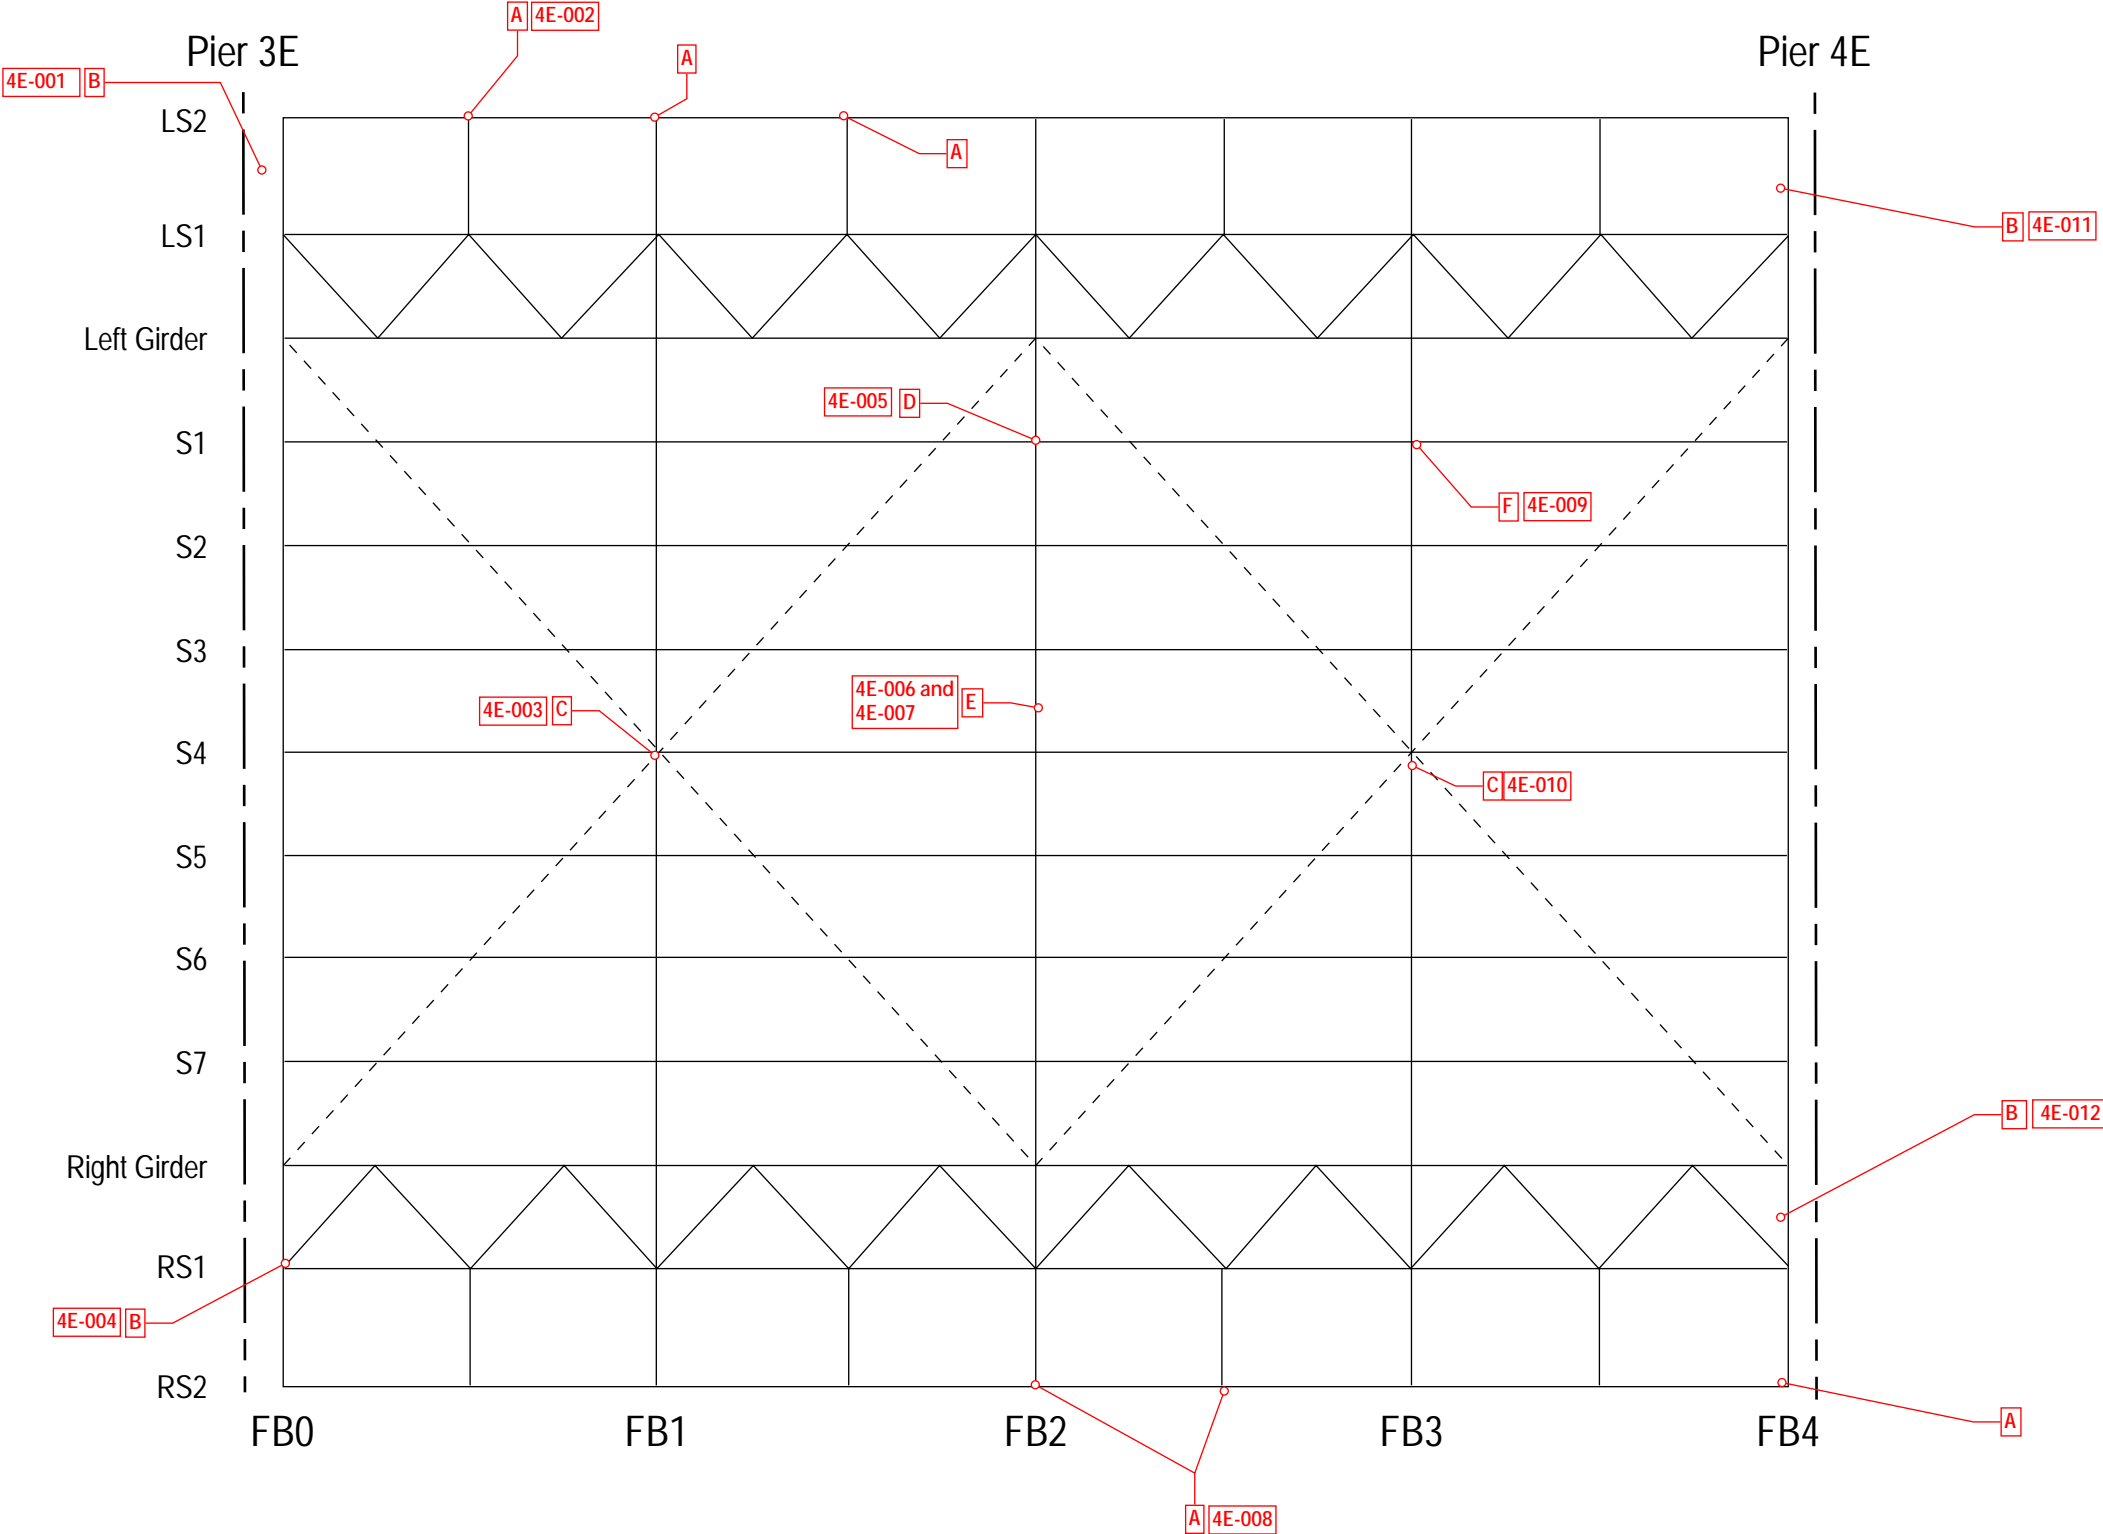 A 4E-002
Pier 3E
A
Pier 4E
4E-001 B
LS2
A
LS1
B 4E-011
Left Girder
4E-005 D
S1
F 4E-009
S2
S3
4E-006 and
4E-007
E
4E-003 C
S4
C 4E-010
S5
S6
S7
B 4E-012
Right Girder
RS1
4E-004 B
RS2
A
FB0 FB1 FB2 FB3 FB4
A 4E-008